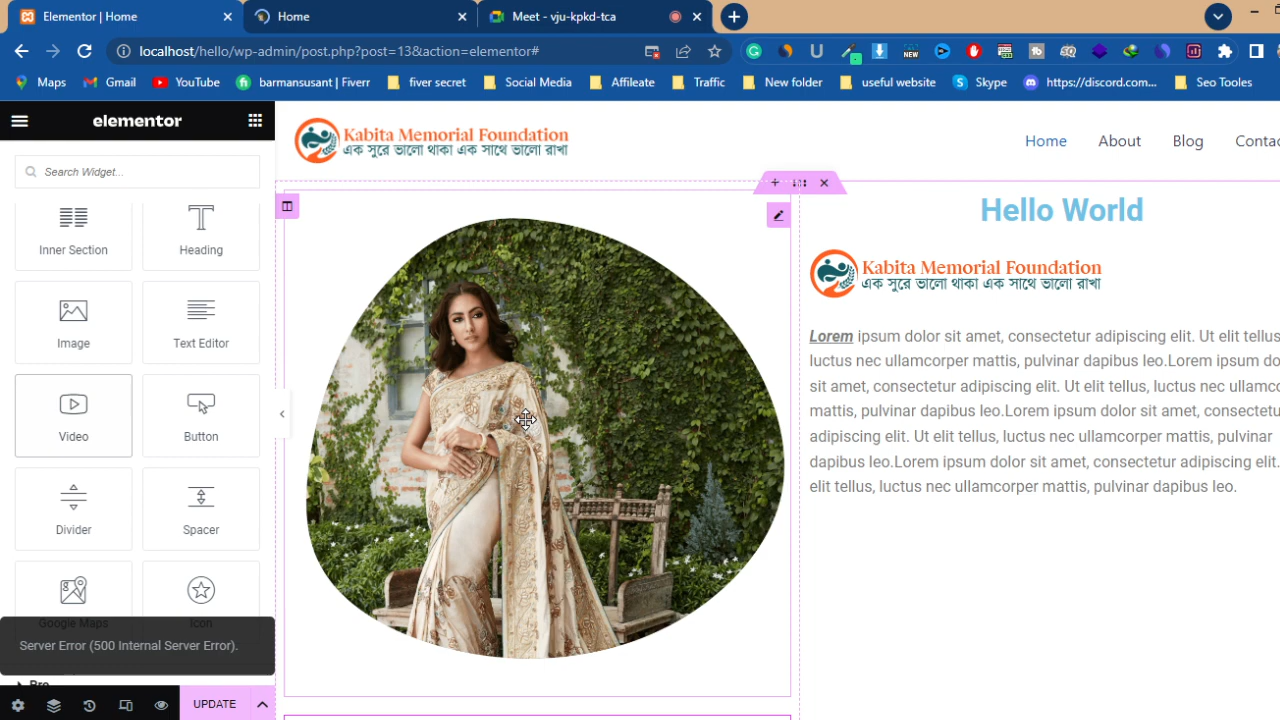 Elementor | Home
Home
Meet - vju-kpkd-tca
localhost/hello/wp-admin/post.php?post=13&action=elementor#
Maps
Gmail
YouTube
barmansusant | Fiverr
fiver secret
Social Media
Affileate
Traffic
New folder
useful website
Skype
https://discord.com...
Seo Tooles
elementor
Kabita Memorial Foundation
এক সুরে ভালো থাকা এক সাথে ভালো রাখা
Home
About
Blog
Contac
Search Widget...
Inner Section
Heading
Image
Text Editor
Video
Button
Divider
Spacer
Google Maps
Icon
Server Error (500 Internal Server Error).
Pro
UPDATE
Hello World
Kabita Memorial Foundation
এক সুরে ভালো থাকা এক সাথে ভালো রাখা
Lorem ipsum dolor sit amet, consectetur adipiscing elit. Ut elit tellus
luctus nec ullamcorper mattis, pulvinar dapibus leo.Lorem ipsum do
sit amet, consectetur adipiscing elit. Ut elit tellus, luctus nec ullamco
mattis, pulvinar dapibus leo.Lorem ipsum dolor sit amet, consectetur
adipiscing elit. Ut elit tellus, luctus nec ullamcorper mattis, pulvinar
dapibus leo.Lorem ipsum dolor sit amet, consectetur adipiscing elit.
elit tellus, luctus nec ullamcorper mattis, pulvinar dapibus leo.